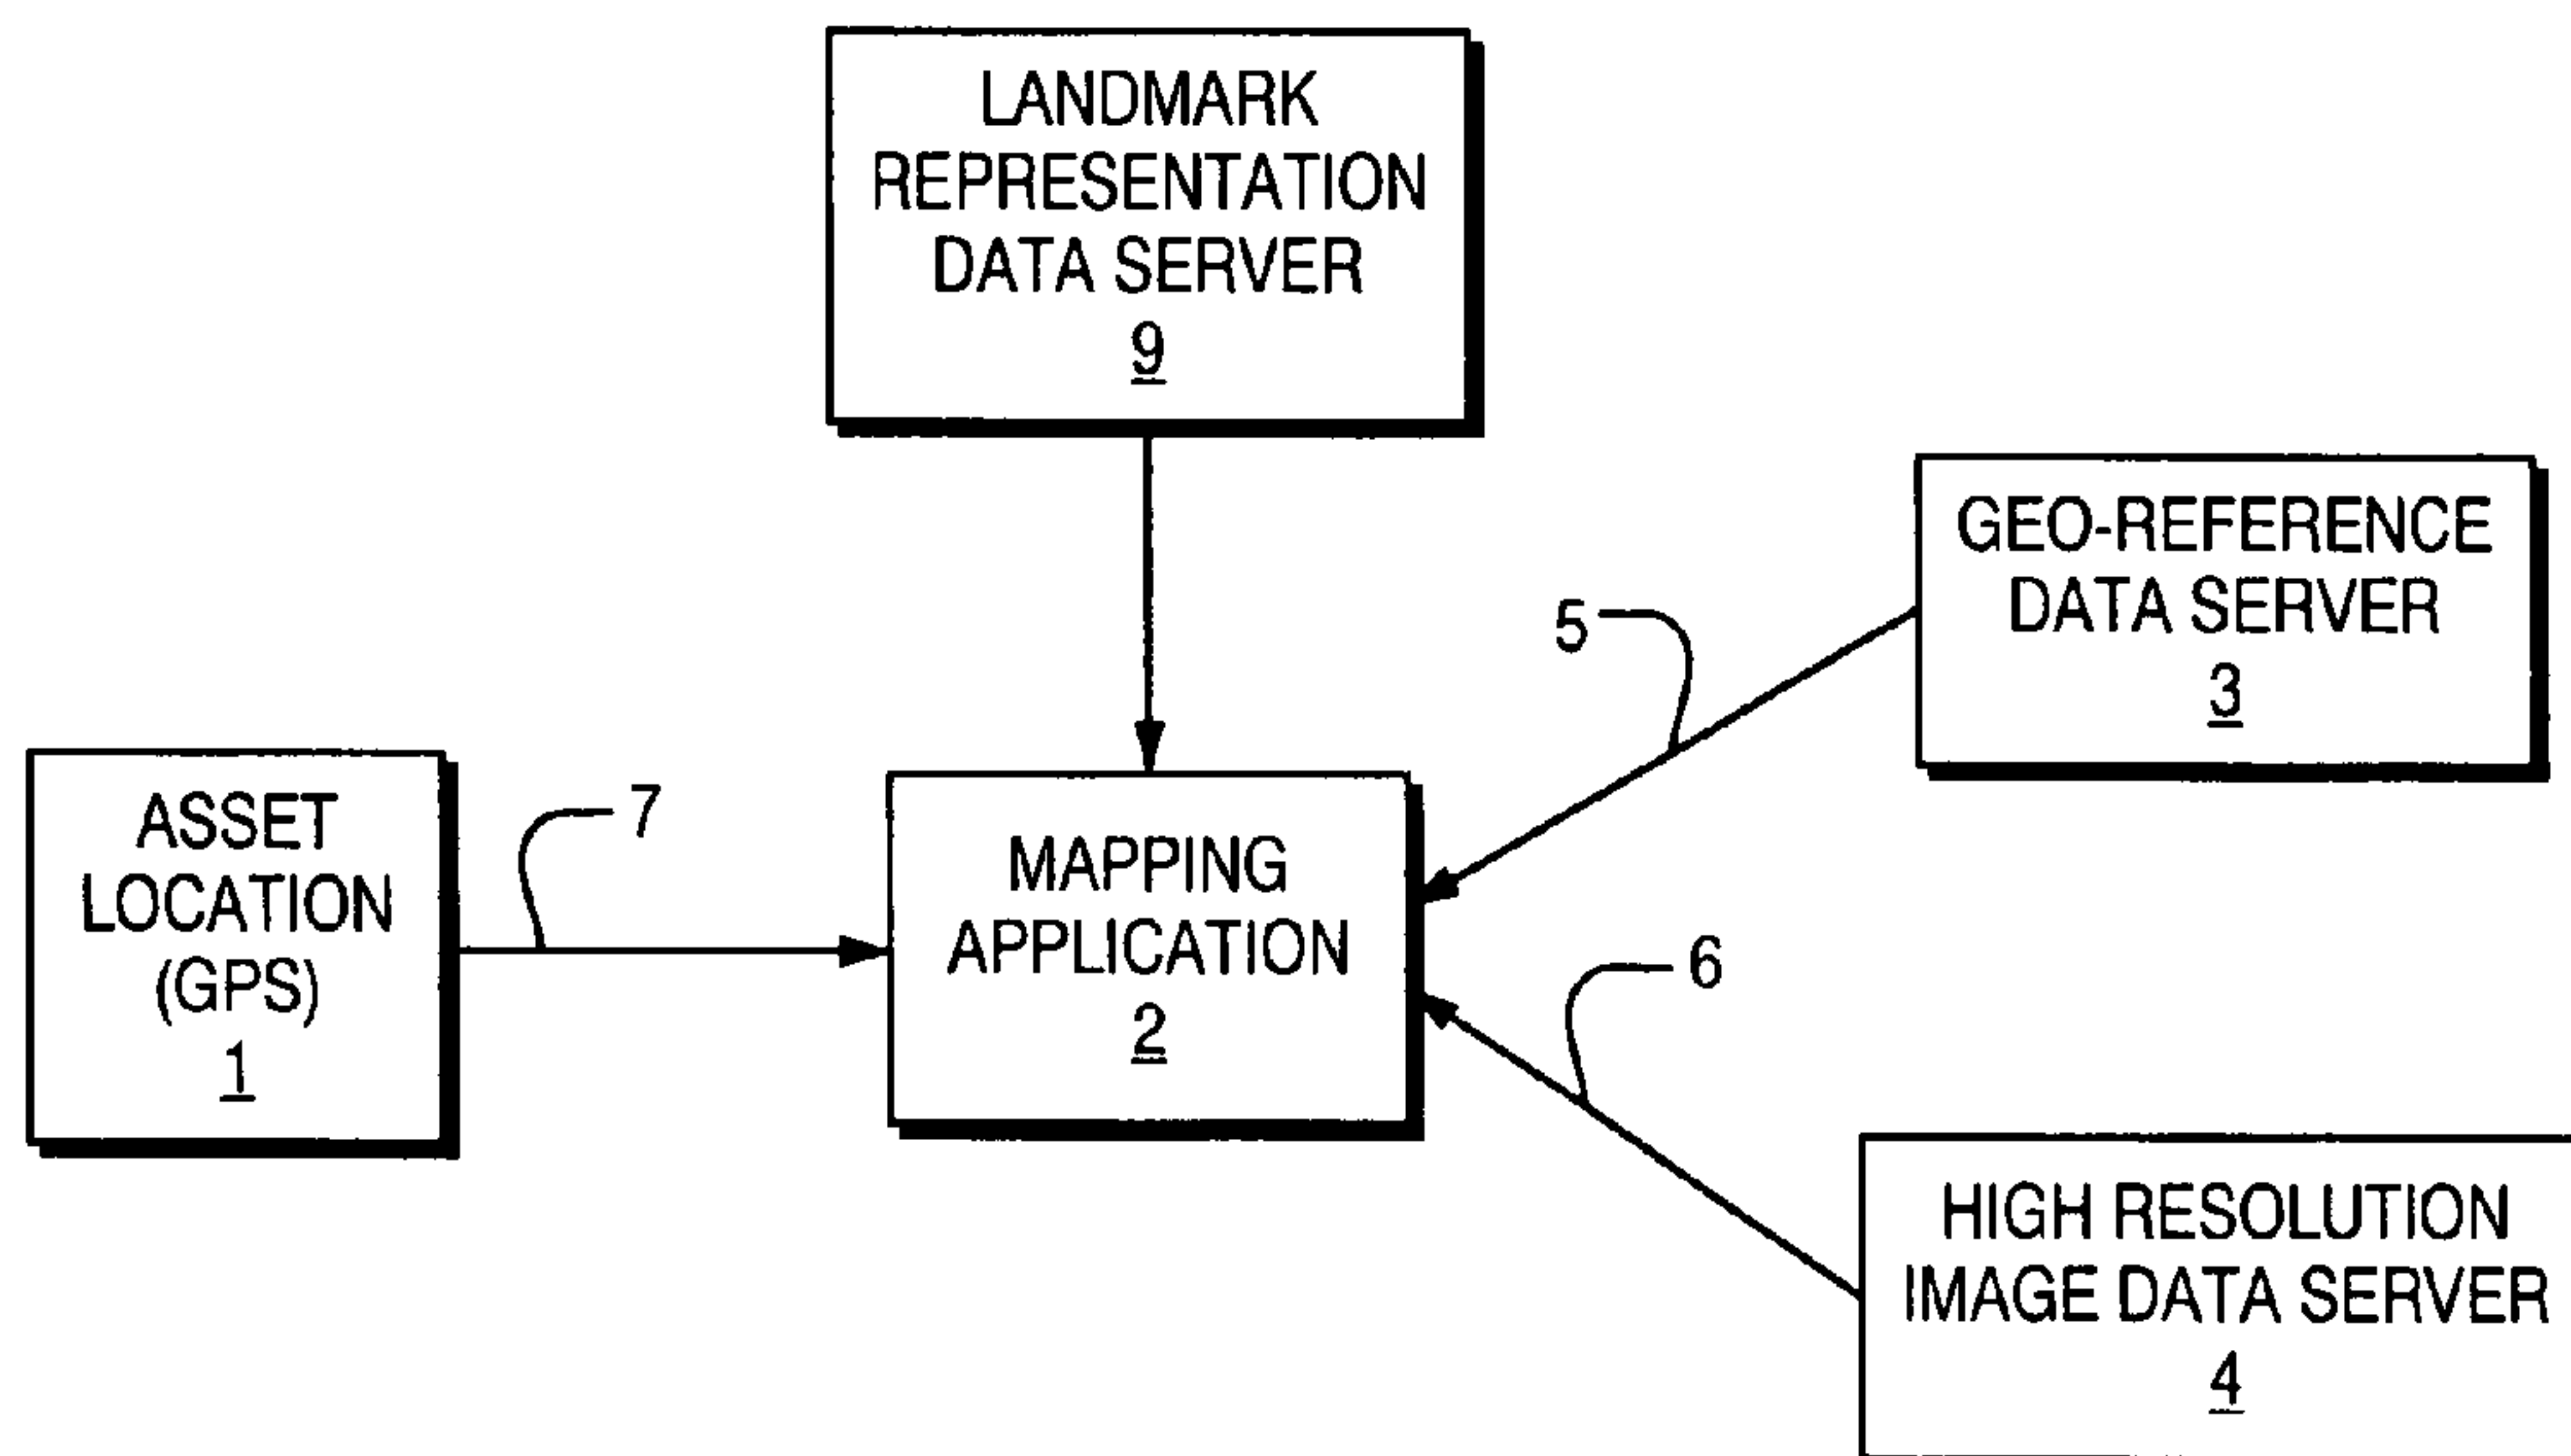 LANDMARK
REPRESENTATION
DATA SERVER
9
GEO-REFERENCE
DATA SERVER
3
5
ASSET
LOCATION
(GPS)
1
7
MAPPING
APPLICATION
2
6
HIGH RESOLUTION
IMAGE DATA SERVER
4